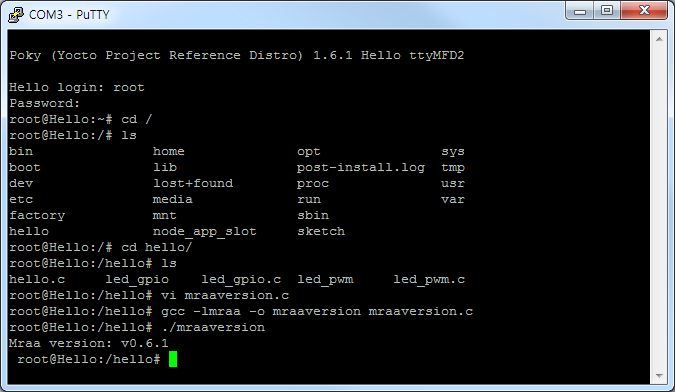 COM3 - PuTTY
Poky (Yocto Project Reference Distro) 1.6.1 Hello ttyMFD2
Hello login: root
Password:
root@Hello:~# cd /
root@Hello:/# ls
bin home opt sys
boot lib post-install.log tmp
dev lost+found proc usr
etc media run var
factory mnt sbin
hello node_app_slot sketch
root@Hello:/# cd hello/
root@Hello:/hello# ls
hello.c led_gpio led_gpio.c led_pwm led_pwm.c
root@Hello:/hello# vi mraaversion.c
root@Hello:/hello# gcc -lmraa -o mraaversion mraaversion.c
root@Hello:/hello# ./mraaversion
Mraa version: v0.6.1
root@Hello:/hello#